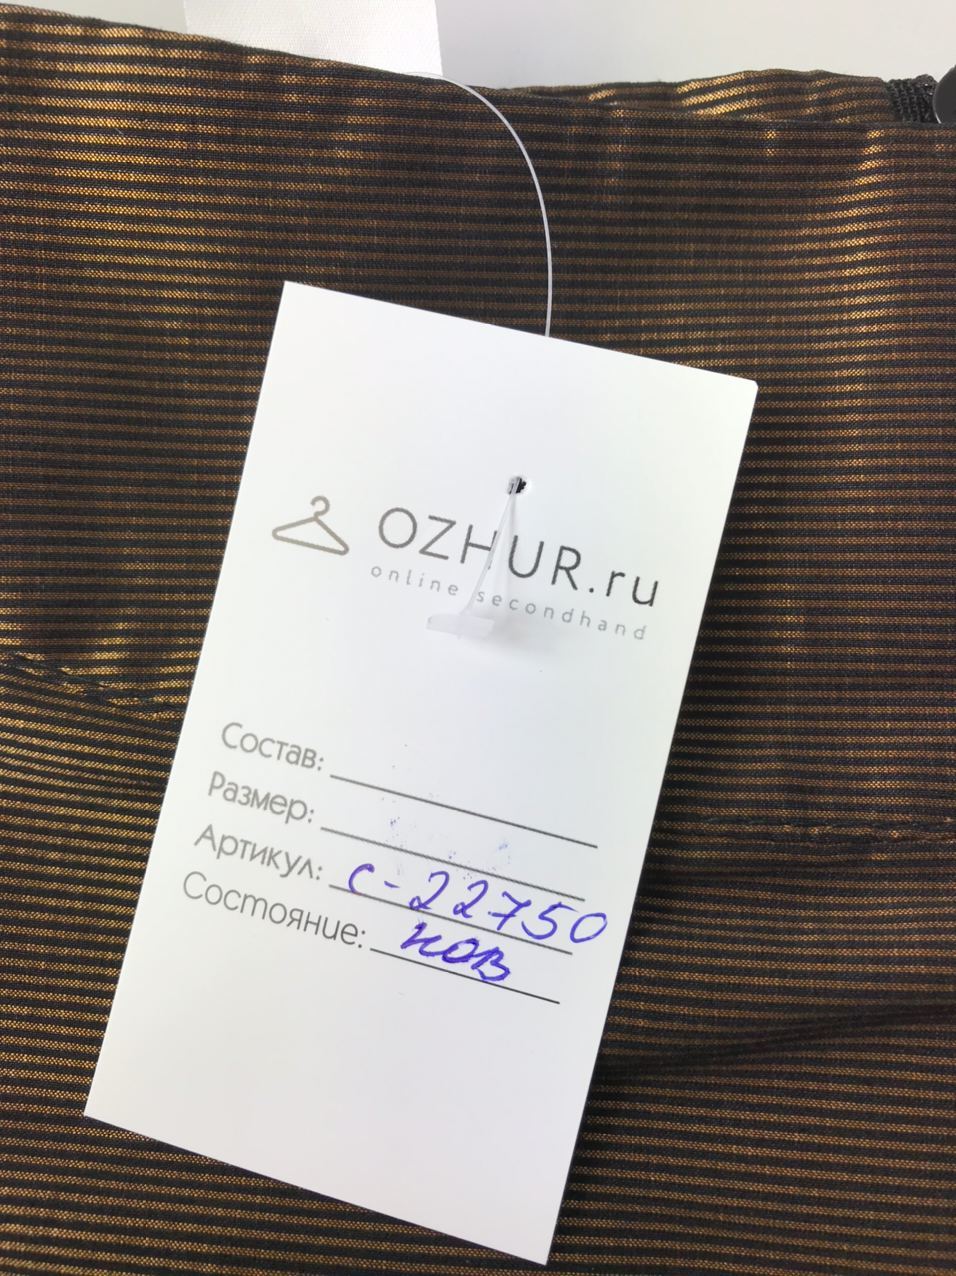 OZHUR.ru
online secondhand
Состав:
Размер:
Артикул: с-22750
Состояние: нов